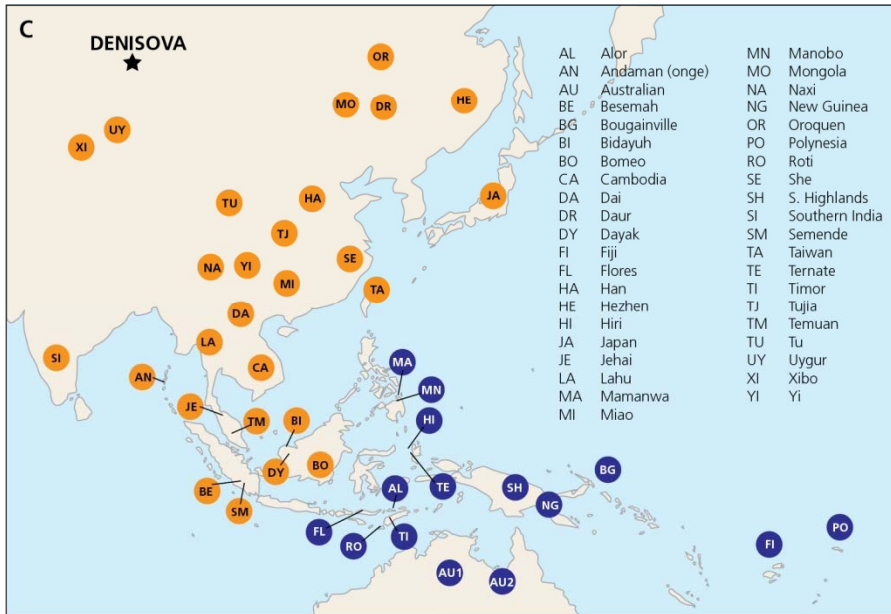 C
DENISOVA
OR
MO
DR
HE
UY
XI
TU
HA
JA
TJ
NA
YI
SE
MI
TA
DA
LA
SI
CA
AN
MA
MN
JE
TM
BI
HI
DY
BO
BG
BE
AL
TE
SH
SM
NG
FL
RO
TI
FI
PO
AU1
AU2
AL Alor
AN Andaman (onge)
AU Australian
BE Besemah
BG Bougainville
BI Bidayuh
BO Borneo
CA Cambodia
DA Dai
DR Daur
DY Dayak
FI Fiji
FL Flores
HA Han
HE Hezhen
HI Hiri
JA Japan
JE Jehai
LA Lahu
MA Mamanwa
MI Miao
MN Manobo
MO Mongola
NA Naxi
NG New Guinea
OR Oroquen
PO Polynesia
RO Roti
SE She
SH S. Highlands
SI Southern India
SM Semende
TA Taiwan
TE Ternate
TI Timor
TJ Tujia
TM Temuan
TU Tu
UY Uygur
XI Xibo
YI Yi